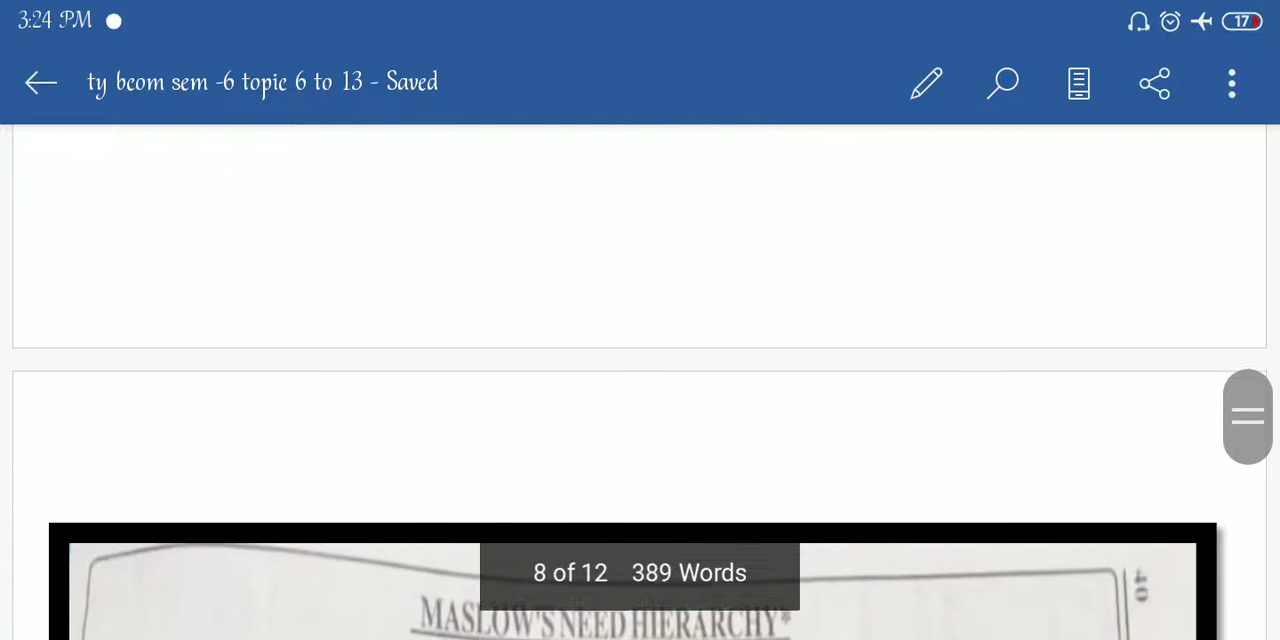 3:24 PM
17
ty bcom sem -6 topic 6 to 13 - Saved
8 of 12 389 Words
40
MASLOW'S NEED HIERARCHY*